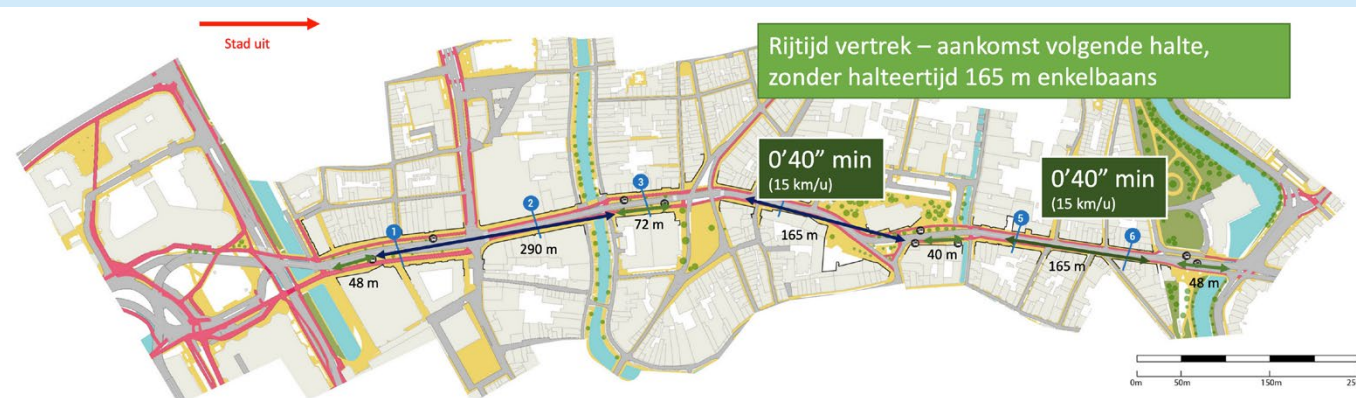 Stad uit
Rijtijd vertrek – aankomst volgende halte,
zonder halteertijd 165 m enkelbaans
0’40” min
(15 km/u)
0’40” min
(15 km/u)
1
2
3
5
6
48 m
290 m
72 m
165 m
40 m
165 m
48 m
0m
50m
150m